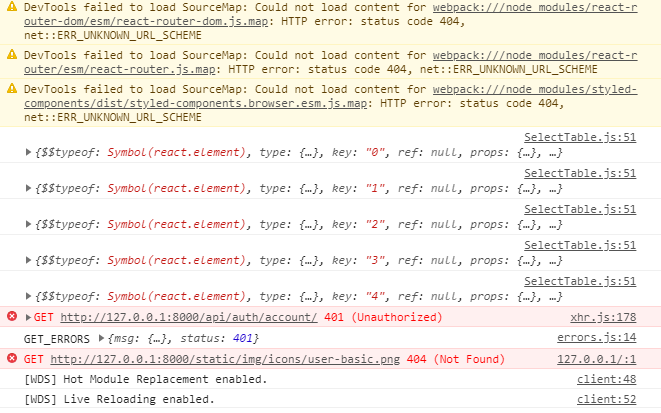 DevTools failed to load SourceMap: Could not load content for webpack:///node_modules/react-
router-dom/esm/react-router-dom.js.map: HTTP error: status code 404,
net::ERR_UNKNOWN_URL_SCHEME
DevTools failed to load SourceMap: Could not load content for webpack:///node_modules/react-r
outer/esm/react-router.js.map: HTTP error: status code 404, net::ERR_UNKNOWN_URL_SCHEME
DevTools failed to load SourceMap: Could not load content for webpack:///node_modules/styled-
components/dist/styled-components.browser.esm.js.map: HTTP error: status code 404,
net::ERR_UNKNOWN_URL_SCHEME
SelectTable.js:51
{$$typeof: Symbol(react.element), type: {…}, key: "0", ref: null, props: {…}, …}
SelectTable.js:51
{$$typeof: Symbol(react.element), type: {…}, key: "1", ref: null, props: {…}, …}
SelectTable.js:51
{$$typeof: Symbol(react.element), type: {…}, key: "2", ref: null, props: {…}, …}
SelectTable.js:51
{$$typeof: Symbol(react.element), type: {…}, key: "3", ref: null, props: {…}, …}
SelectTable.js:51
{$$typeof: Symbol(react.element), type: {…}, key: "4", ref: null, props: {…}, …}
GET http://127.0.0.1:8000/api/auth/account/ 401 (Unauthorized) xhr.js:178
GET_ERRORS {msg: {…}, status: 401} errors.js:14
GET http://127.0.0.1:8000/static/img/icons/user-basic.png 404 (Not Found) 127.0.0.1/:1
[WDS] Hot Module Replacement enabled. client:48
[WDS] Live Reloading enabled. client:52